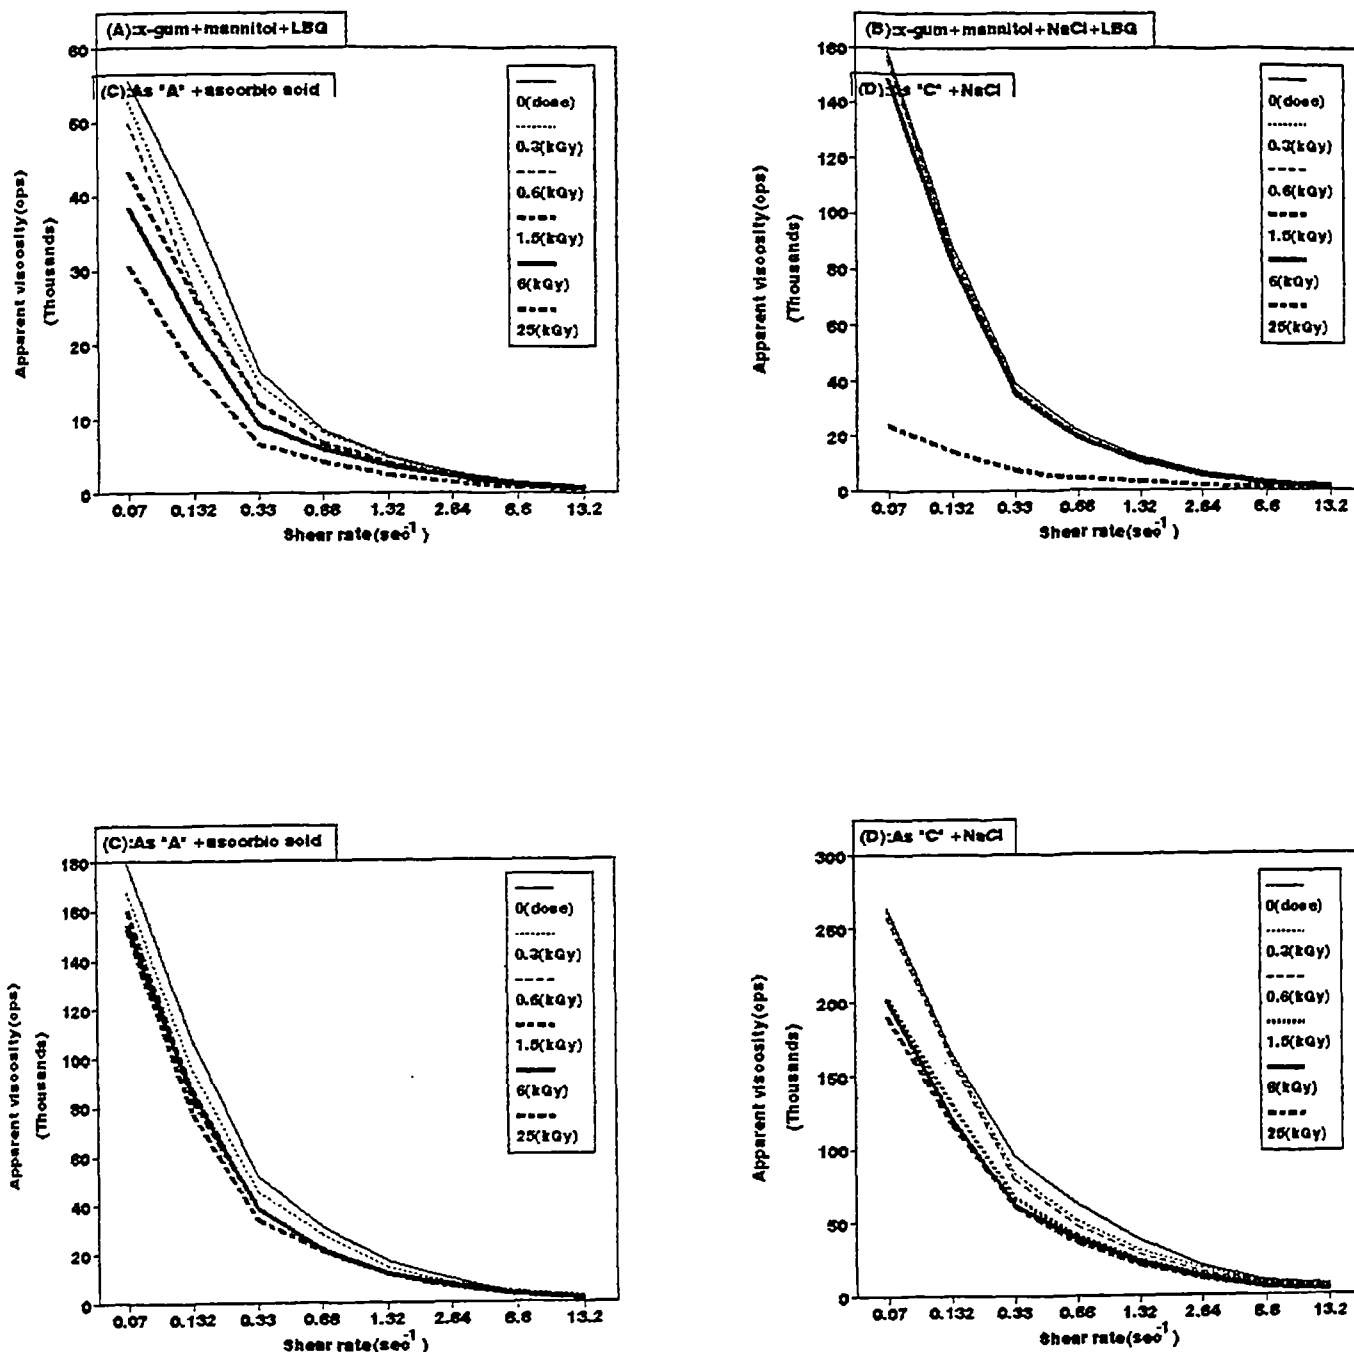 (A):x-gum+mannitol+LBG
(C):As "A" +ascorbic acid
60
60
40
30
20
10
0
Apparent viscosity(cps)
(Thousands)
0(dose)
0.3(kGy)
0.6(kGy)
1.5(kGy)
6(kGy)
25(kGy)
0.07 0.132 0.33 0.66 1.32 2.64 6.6 13.2
Shear rate(sec-1)
(B):x-gum+mannitol+NaCl+LBG
(D):As "C" +NaCl
160
140
120
100
80
60
40
20
0
Apparent viscosity(cps)
(Thousands)
0(dose)
0.3(kGy)
0.6(kGy)
1.5(kGy)
6(kGy)
25(kGy)
0.07 0.132 0.33 0.66 1.32 2.64 6.6 13.2
Shear rate(sec-1)
(C):As "A" +ascorbic acid
180
160
140
120
100
80
60
40
20
0
Apparent viscosity(cps)
(Thousands)
0(dose)
0.3(kGy)
0.6(kGy)
1.5(kGy)
6(kGy)
25(kGy)
0.07 0.132 0.33 0.66 1.32 2.64 6.6 13.2
Shear rate(sec-1)
(D):As "C" +NaCl
300
250
200
150
100
50
0
Apparent viscosity(cps)
(Thousands)
0(dose)
0.3(kGy)
0.6(kGy)
1.5(kGy)
6(kGy)
25(kGy)
0.07 0.132 0.33 0.66 1.32 2.64 6.6 13.2
Shear rate(sec-1)